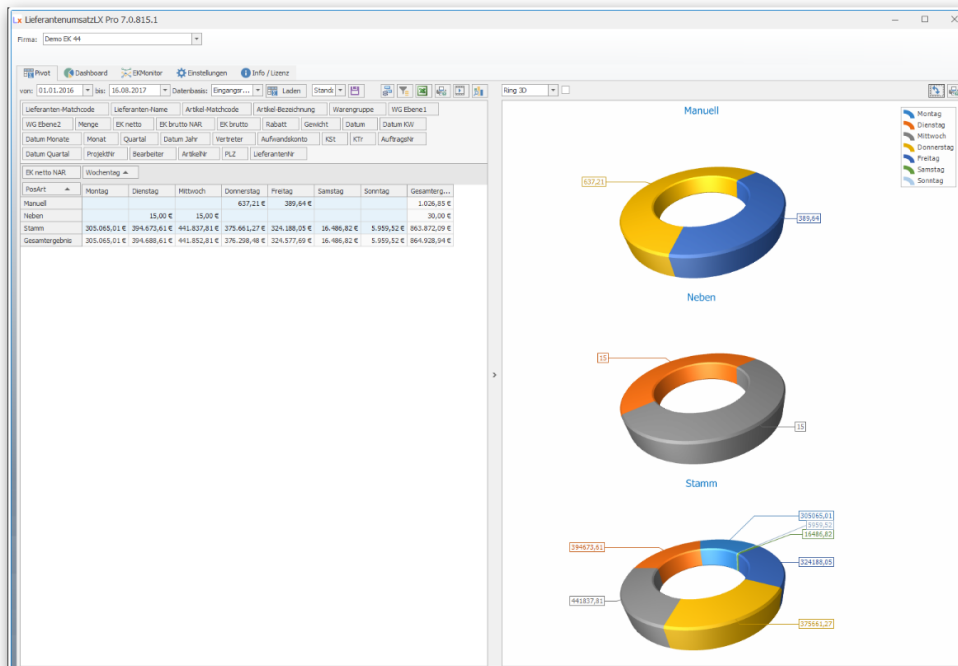 Lx LieferantenumsatzLX Pro 7.0.815.1
Firma: Demo EK 44
Pivot Dashboard EKMonitor Einstellungen Info / Lizenz
von: 01.01.2016 bis: 16.08.2017 Datenbasis: Eingangsr... Laden Stand: Ring 3D
Lieferanten-Matchcode Lieferanten-Name Artikel-Matchcode Artikel-Bezeichnung Warengruppe WG Ebene1
WG Ebene2 Menge EK netto EK brutto NAR EK brutto Rabatt Gewicht Datum Datum KW
Datum Monate Monat Quartal Datum Jahr Vertreter Aufwandskonto KSt KTr AuftragsNr
Datum Quartal ProjektNr Bearbeiter ArtikelNr PLZ LieferantenNr
EK netto NAR Wochentag
PosArt Montag Dienstag Mittwoch Donnerstag Freitag Samstag Sonntag Gesamterg...
Manuell 637,21 € 389,64 € 1.026,85 €
Neben 15,00 € 15,00 € 30,00 €
Stamm 305.065,01 € 394.673,61 € 441.837,81 € 375.661,27 € 324.188,05 € 16.486,82 € 5.959,52 € 863.872,09 €
Gesamtergebnis 305.065,01 € 394.688,61 € 441.852,81 € 376.298,48 € 324.577,69 € 16.486,82 € 5.959,52 € 864.928,94 €
Manuell
637,21
389,64
Neben
15
15
Stamm
305065,01
5959,52
16486,82
394673,61
324188,05
441837,81
375661,27
Montag
Dienstag
Mittwoch
Donnerstag
Freitag
Samstag
Sonntag